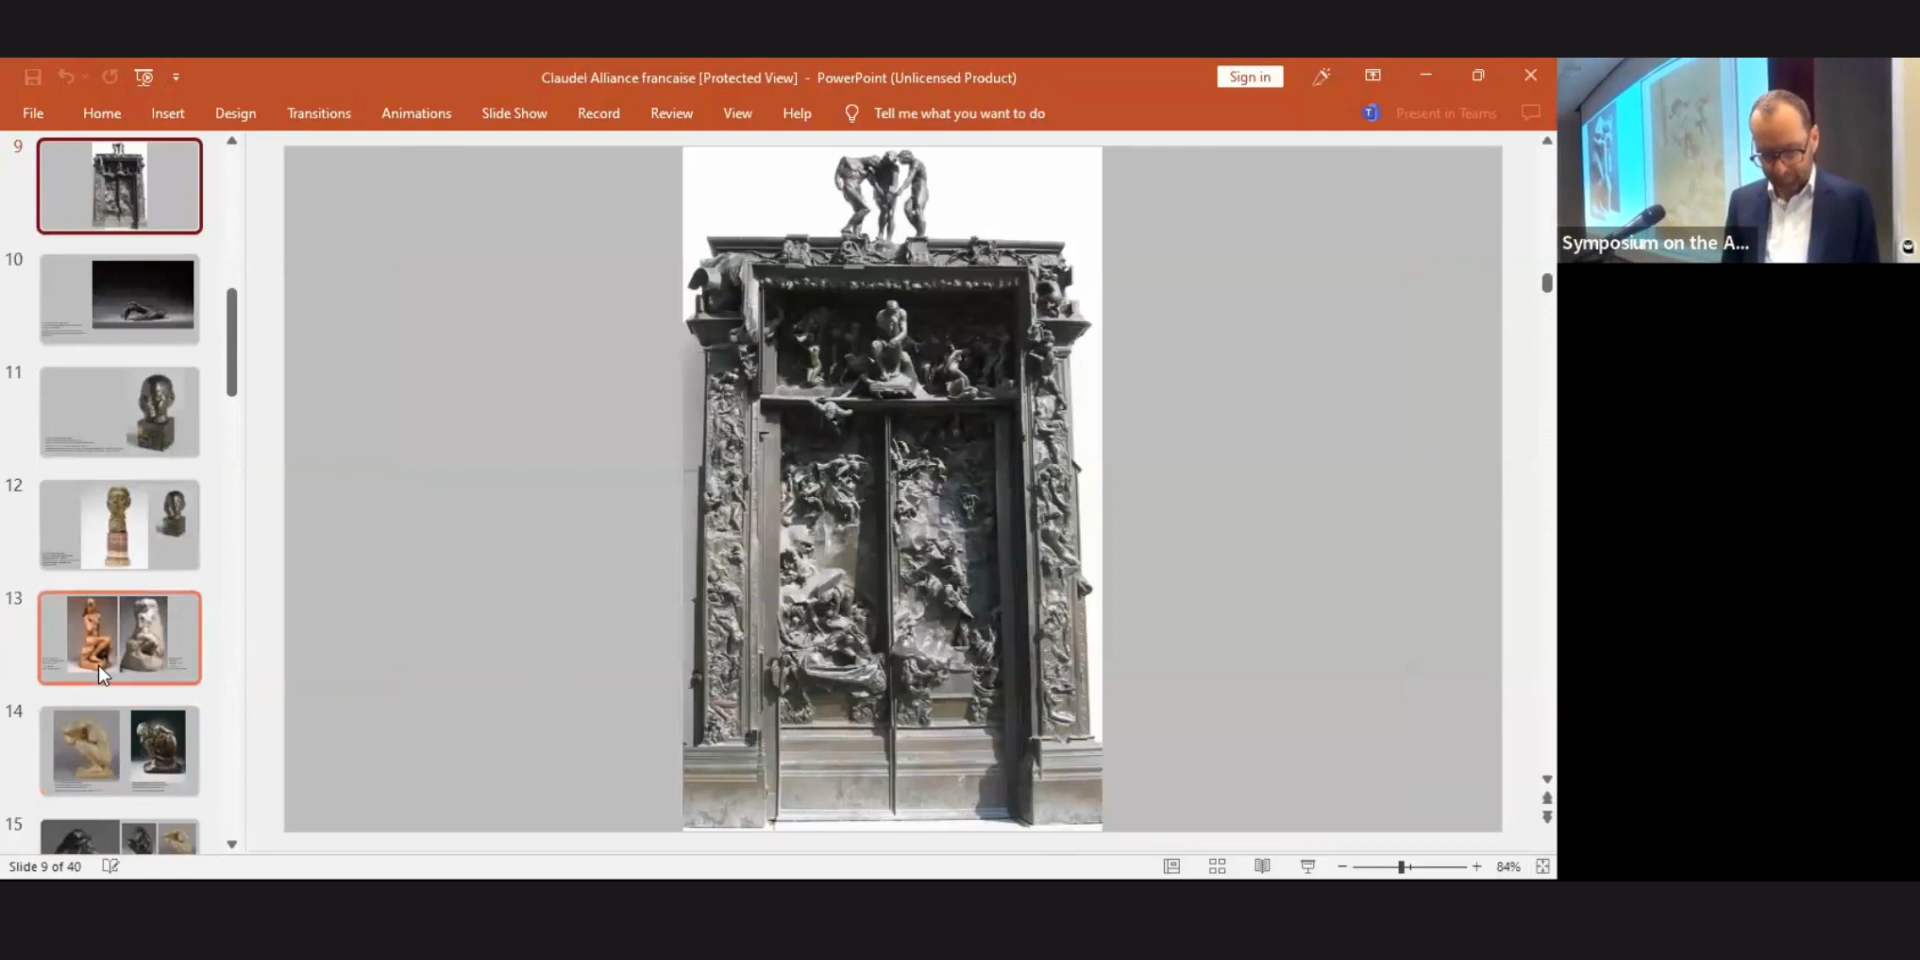 Claudel Alliance francaise [Protected View] - PowerPoint (Unlicensed Product)
Sign in
File Home Insert Design Transitions Animations Slide Show Record Review View Help Tell me what you want to do
Present in Teams
9
10
11
12
13
14
15
Symposium on the A...
Slide 9 of 40
84%